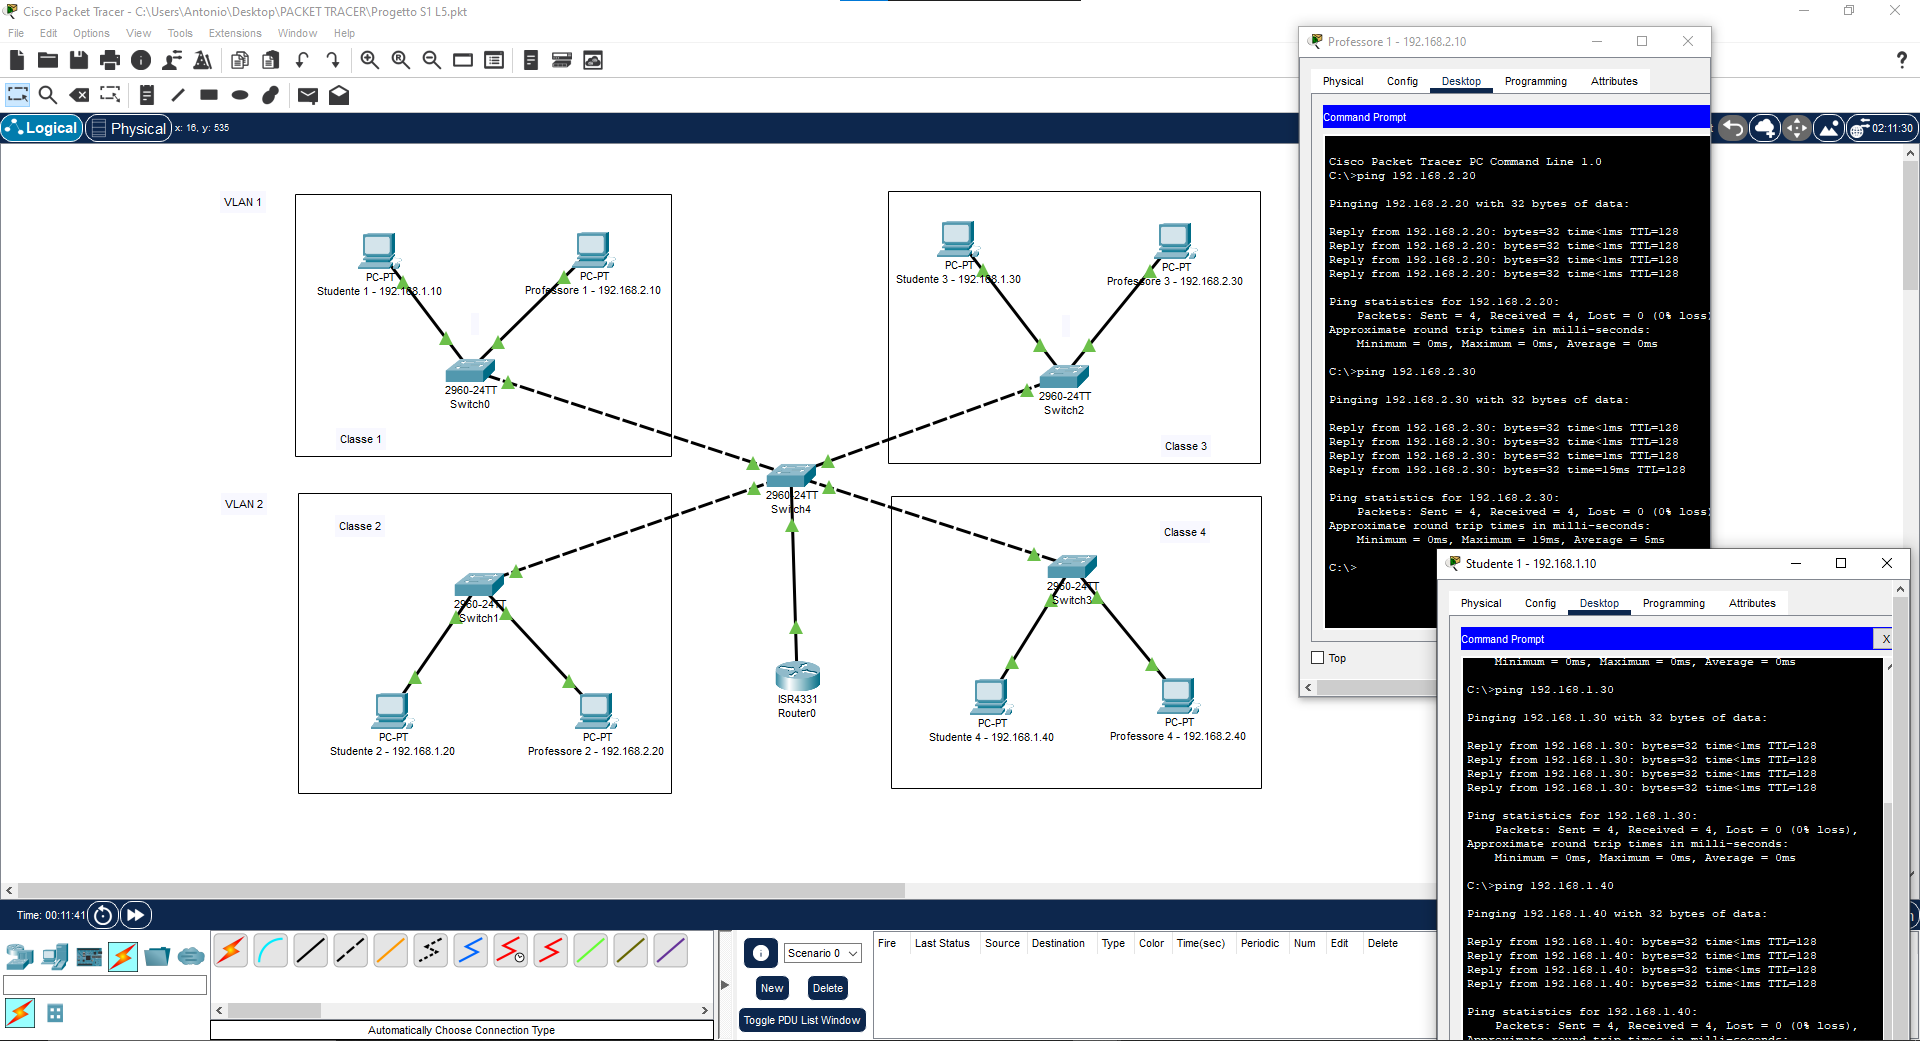 Cisco Packet Tracer - C:\Users\Antonio\Desktop\PACKET TRACER\Progetto S1 L5.pkt
File Edit Options View Tools Extensions Window Help
?
Logical Physical x: 16, y: 535
02:11:30
VLAN 1
PC-PT
Studente 1 - 192.168.1.10
PC-PT
Professore 1 - 192.168.2.10
2960-24TT
Switch0
Classe 1
PC-PT
Studente 3 - 192.168.1.30
PC-PT
Professore 3 - 192.168.2.30
2960-24TT
Switch2
Classe 3
2960-24TT
Switch4
VLAN 2
Classe 2
2960-24TT
Switch1
PC-PT
Studente 2 - 192.168.1.20
PC-PT
Professore 2 - 192.168.2.20
ISR4331
Router0
Classe 4
2960-24TT
Switch3
PC-PT
Studente 4 - 192.168.1.40
PC-PT
Professore 4 - 192.168.2.40
Professore 1 - 192.168.2.10
Physical Config Desktop Programming Attributes
Command Prompt
Cisco Packet Tracer PC Command Line 1.0
C:\>ping 192.168.2.20
Pinging 192.168.2.20 with 32 bytes of data:
Reply from 192.168.2.20: bytes=32 time<1ms TTL=128
Reply from 192.168.2.20: bytes=32 time<1ms TTL=128
Reply from 192.168.2.20: bytes=32 time<1ms TTL=128
Reply from 192.168.2.20: bytes=32 time<1ms TTL=128
Ping statistics for 192.168.2.20:
Packets: Sent = 4, Received = 4, Lost = 0 (0% loss)
Approximate round trip times in milli-seconds:
Minimum = 0ms, Maximum = 0ms, Average = 0ms
C:\>ping 192.168.2.30
Pinging 192.168.2.30 with 32 bytes of data:
Reply from 192.168.2.30: bytes=32 time<1ms TTL=128
Reply from 192.168.2.30: bytes=32 time<1ms TTL=128
Reply from 192.168.2.30: bytes=32 time=1ms TTL=128
Reply from 192.168.2.30: bytes=32 time=19ms TTL=128
Ping statistics for 192.168.2.30:
Packets: Sent = 4, Received = 4, Lost = 0 (0% loss)
Approximate round trip times in milli-seconds:
Minimum = 0ms, Maximum = 19ms, Average = 5ms
C:\>
Top
Studente 1 - 192.168.1.10
Physical Config Desktop Programming Attributes
Command Prompt X
Minimum = 0ms, Maximum = 0ms, Average = 0ms
C:\>ping 192.168.1.30
Pinging 192.168.1.30 with 32 bytes of data:
Reply from 192.168.1.30: bytes=32 time<1ms TTL=128
Reply from 192.168.1.30: bytes=32 time<1ms TTL=128
Reply from 192.168.1.30: bytes=32 time<1ms TTL=128
Reply from 192.168.1.30: bytes=32 time<1ms TTL=128
Ping statistics for 192.168.1.30:
Packets: Sent = 4, Received = 4, Lost = 0 (0% loss),
Approximate round trip times in milli-seconds:
Minimum = 0ms, Maximum = 0ms, Average = 0ms
C:\>ping 192.168.1.40
Pinging 192.168.1.40 with 32 bytes of data:
Reply from 192.168.1.40: bytes=32 time<1ms TTL=128
Reply from 192.168.1.40: bytes=32 time<1ms TTL=128
Reply from 192.168.1.40: bytes=32 time<1ms TTL=128
Reply from 192.168.1.40: bytes=32 time<1ms TTL=128
Ping statistics for 192.168.1.40:
Packets: Sent = 4, Received = 4, Lost = 0 (0% loss),
Approximate round trip times in milli-seconds:
Time: 00:11:41
Automatically Choose Connection Type
Scenario 0
New Delete
Toggle PDU List Window
Fire Last Status Source Destination Type Color Time(sec) Periodic Num Edit Delete